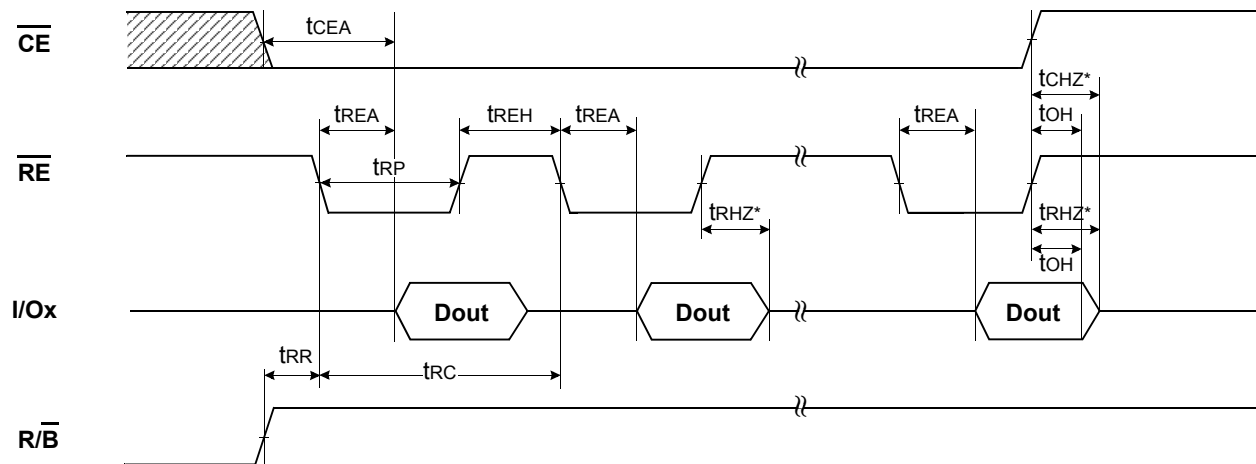 CE
tCEA
tCHZ*
tREA
tREH
tREA
tREA
tOH
RE
tRP
tRHZ*
tRHZ*
tOH
I/Ox
Dout
Dout
Dout
tRR
tRC
R/B